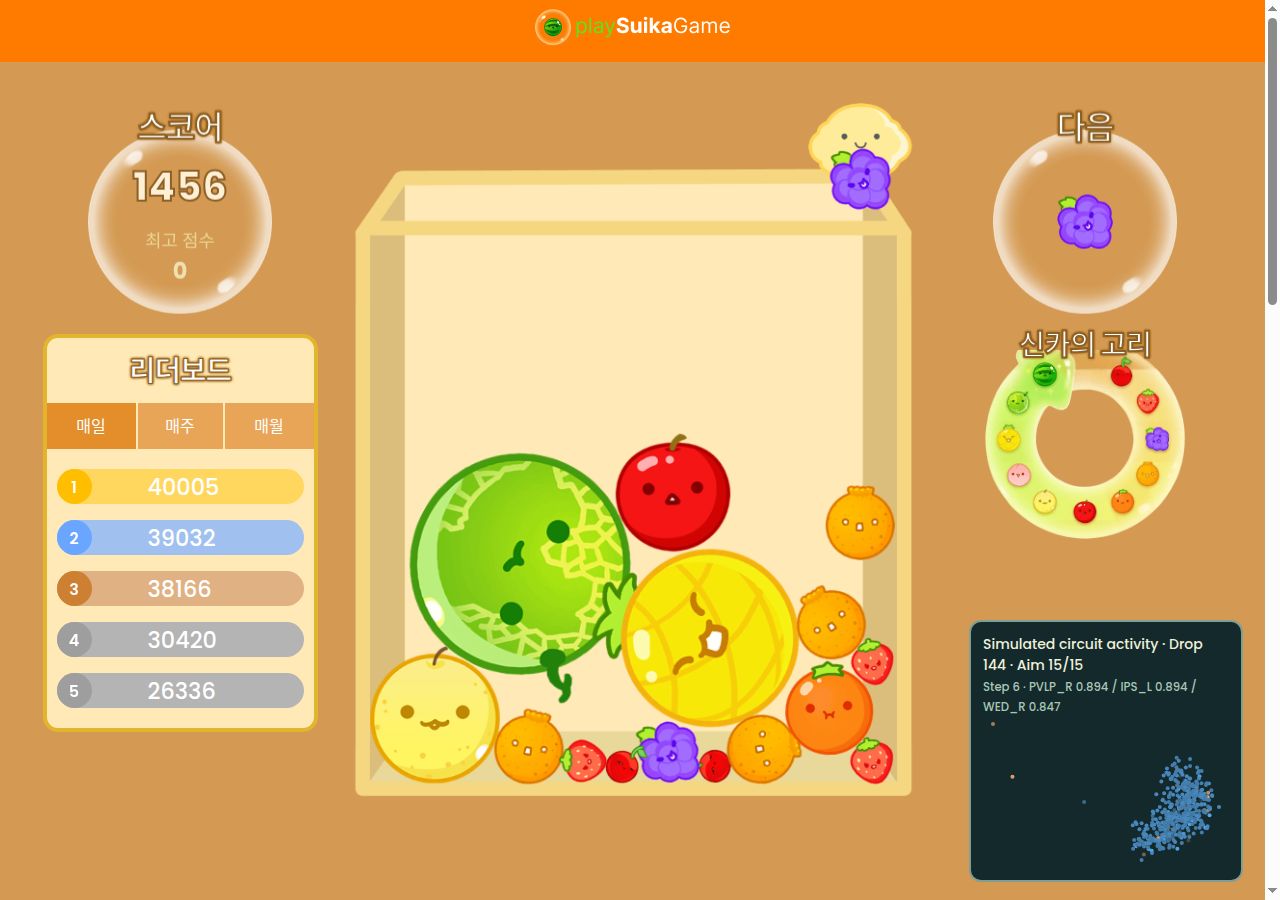 playSuikaGame
스코어
1456
최고 점수
0
리더보드
매일 매주 매월
1 40005
2 39032
3 38166
4 30420
5 26336
다음
신카의 고리
Simulated circuit activity · Drop
144 · Aim 15/15
Step 6 · PVLP_R 0.894 / IPS_L 0.894 /
WED_R 0.847